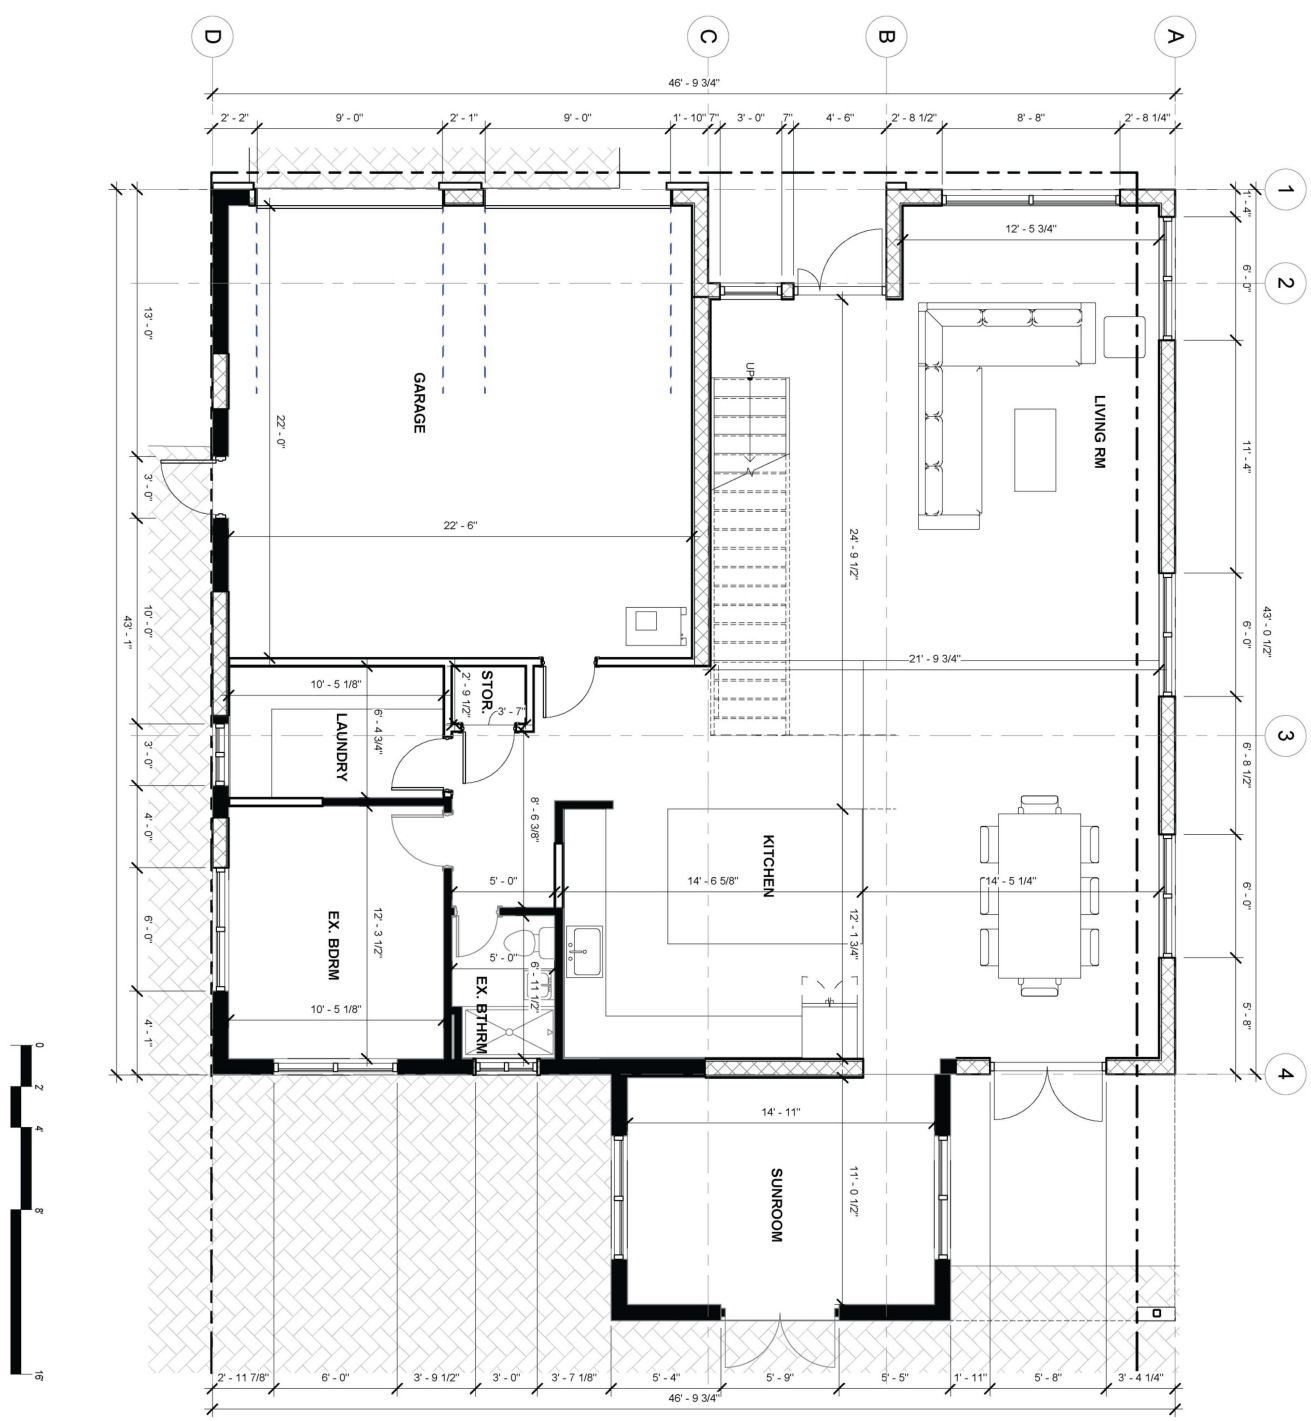 D
C
B
A
46' - 9 3/4"
2' - 2"
9' - 0"
2' - 1"
9' - 0"
1' - 10"
7"
3' - 0"
7"
4' - 6"
2' - 8 1/2"
8' - 8"
2' - 8 1/4"
1
2
3
4
1' - 4"
6' - 0"
11' - 4"
6' - 0"
6' - 8 1/2"
6' - 0"
5' - 8"
43' - 0 1/2"
12' - 5 3/4"
LIVING RM
UP
GARAGE
22' - 0"
22' - 6"
24' - 9 1/2"
21' - 9 3/4"
13' - 0"
3' - 0"
10' - 0"
43' - 1"
3' - 0"
4' - 0"
6' - 0"
4' - 1"
10' - 5 1/8"
6' - 4 3/4"
LAUNDRY
STOR.
2' - 9 1/2"
3' - 7"
8' - 6 3/8"
5' - 0"
KITCHEN
14' - 6 5/8"
12' - 1 3/4"
14' - 5 1/4"
EX. BDRM
12' - 3 1/2"
10' - 5 1/8"
EX. BTHRM
5' - 0"
6' - 11 1/2"
14' - 11"
SUNROOM
11' - 0 1/2"
0
2'
4'
8'
16'
2' - 11 7/8"
6' - 0"
3' - 9 1/2"
3' - 0"
3' - 7 1/8"
5' - 4"
5' - 9"
5' - 5"
1' - 11"
5' - 8"
3' - 4 1/4"
46' - 9 3/4"